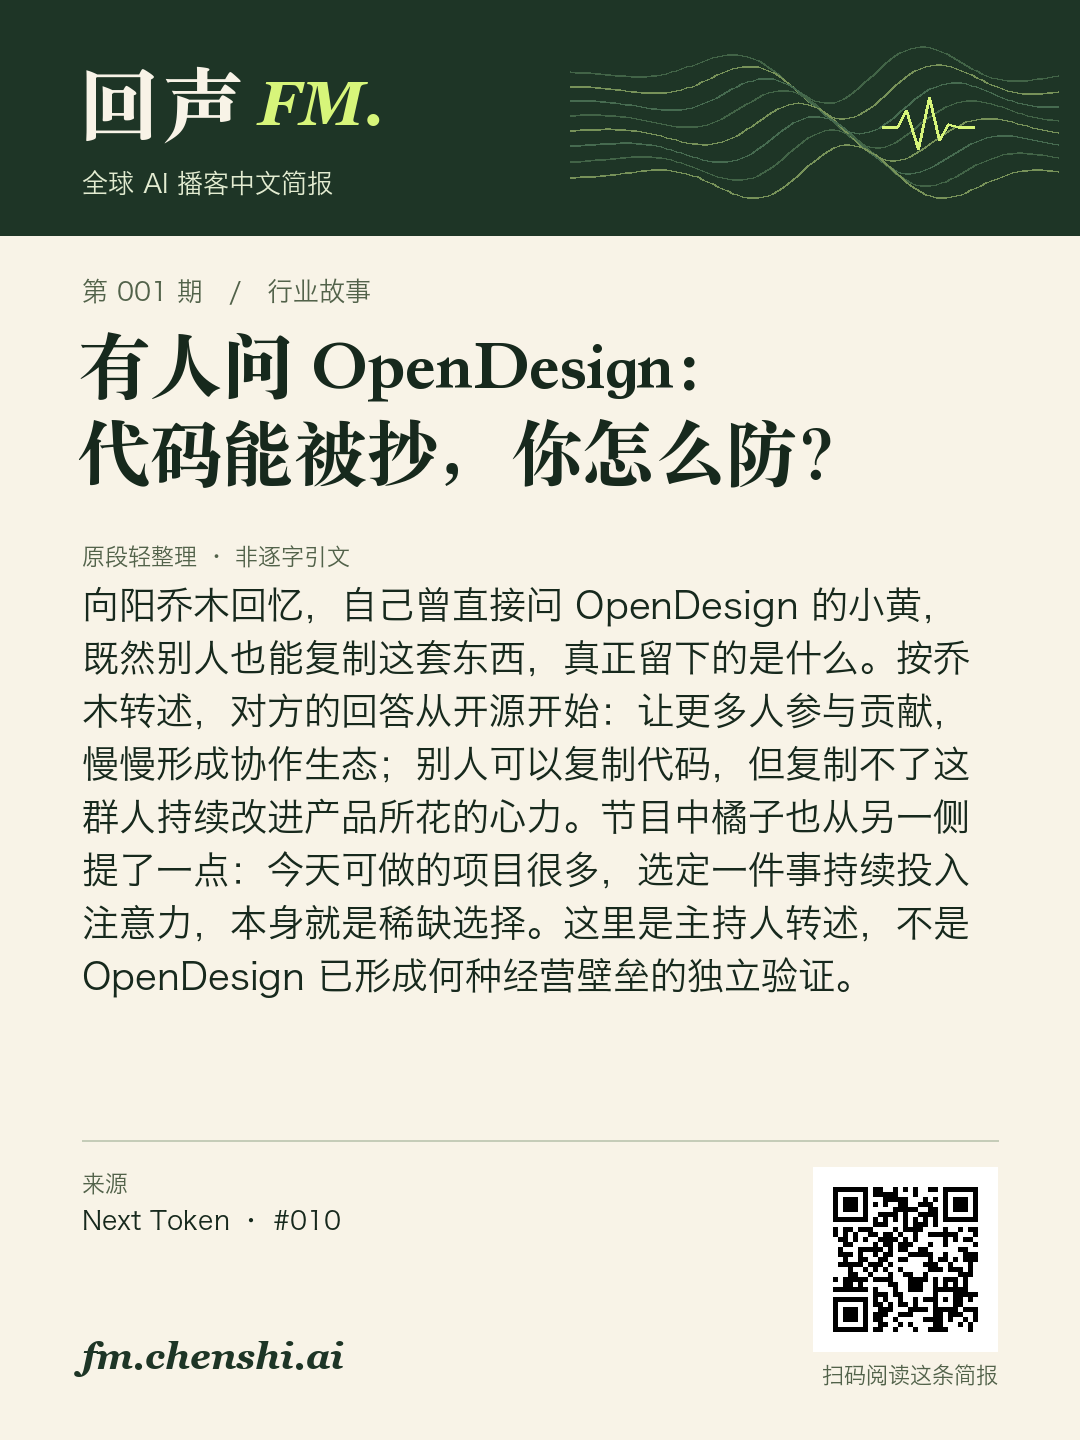 回声 FM.
全球 AI 播客中文简报
第 001 期 / 行业故事
有人问 OpenDesign：
代码能被抄，你怎么防？
原段轻整理 · 非逐字引文
向阳乔木回忆，自己曾直接问 OpenDesign 的小黄，
既然别人也能复制这套东西，真正留下的是什么。按乔
木转述，对方的回答从开源开始：让更多人参与贡献，
慢慢形成协作生态；别人可以复制代码，但复制不了这
群人持续改进产品所花的心力。节目中橘子也从另一侧
提了一点：今天可做的项目很多，选定一件事持续投入
注意力，本身就是稀缺选择。这里是主持人转述，不是
OpenDesign 已形成何种经营壁垒的独立验证。
来源
Next Token · #010
fm.chenshi.ai
扫码阅读这条简报